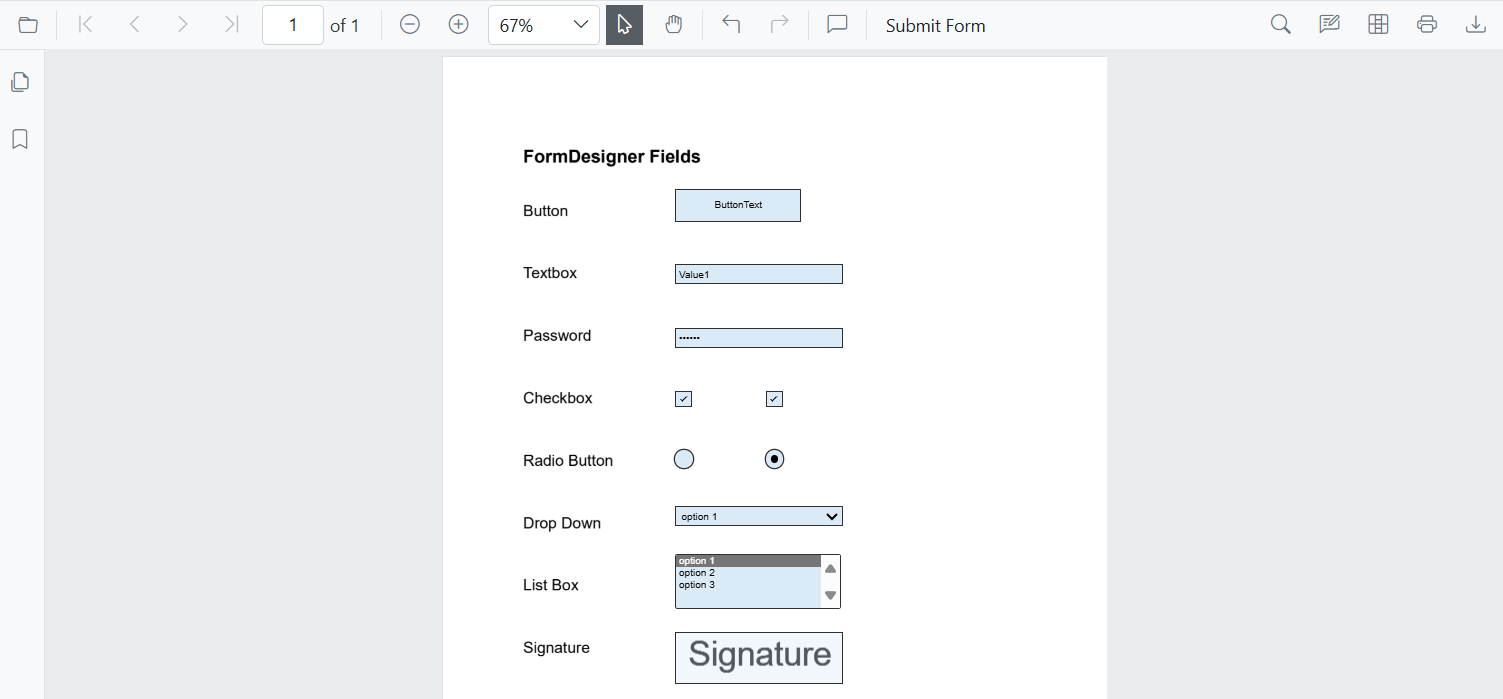 1 of 1 67% Submit Form
FormDesigner Fields
Button ButtonText
Textbox Value1
Password ••••••
Checkbox
Radio Button
Drop Down option 1
List Box
option 1
option 2
option 3
Signature Signature